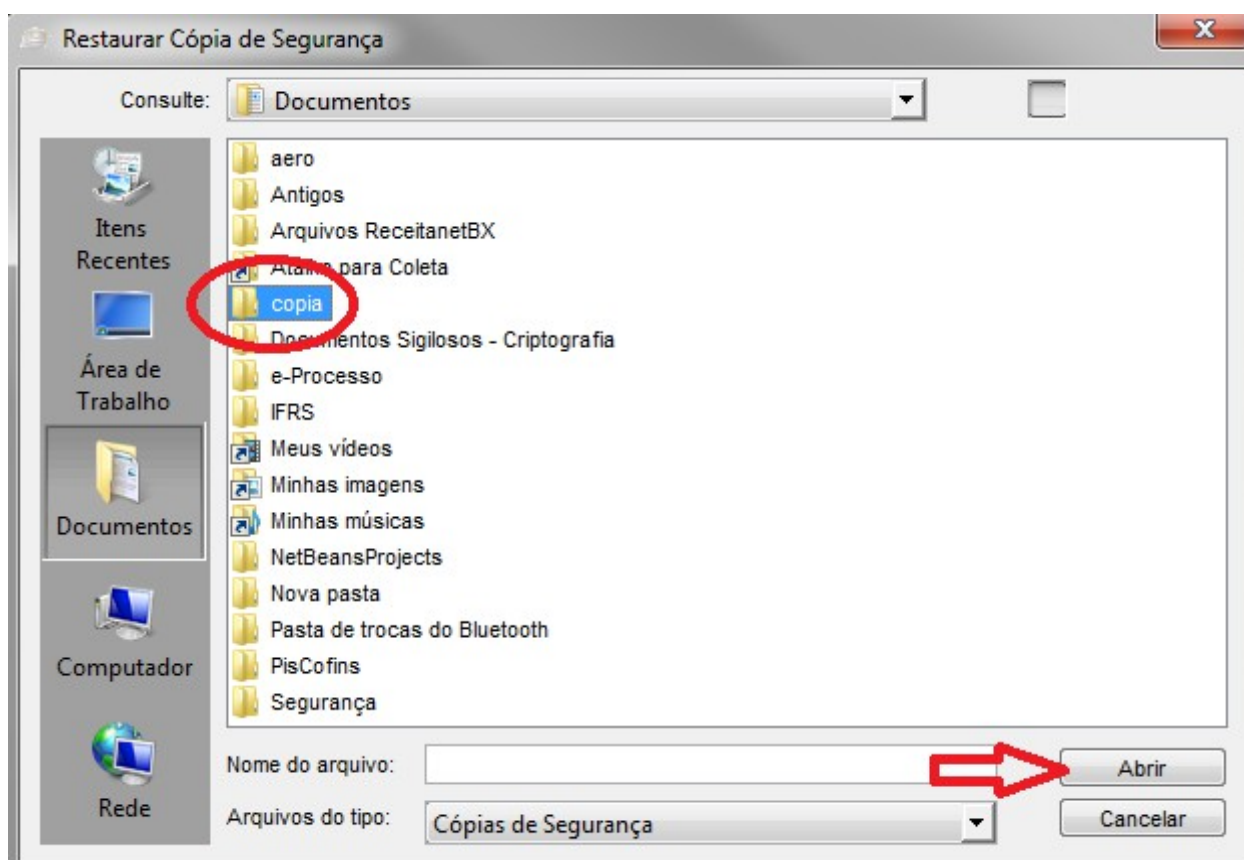 Restaurar Cópia de Segurança
X
Consulte:
Documentos
Itens
Recentes
Área de
Trabalho
Documentos
Computador
Rede
aero
Antigos
Arquivos ReceitanetBX
Atalho para Coleta
copia
Documentos Sigilosos - Criptografia
e-Processo
IFRS
Meus vídeos
Minhas imagens
Minhas músicas
NetBeansProjects
Nova pasta
Pasta de trocas do Bluetooth
PisCofins
Segurança
Nome do arquivo:
Abrir
Arquivos do tipo:
Cópias de Segurança
Cancelar